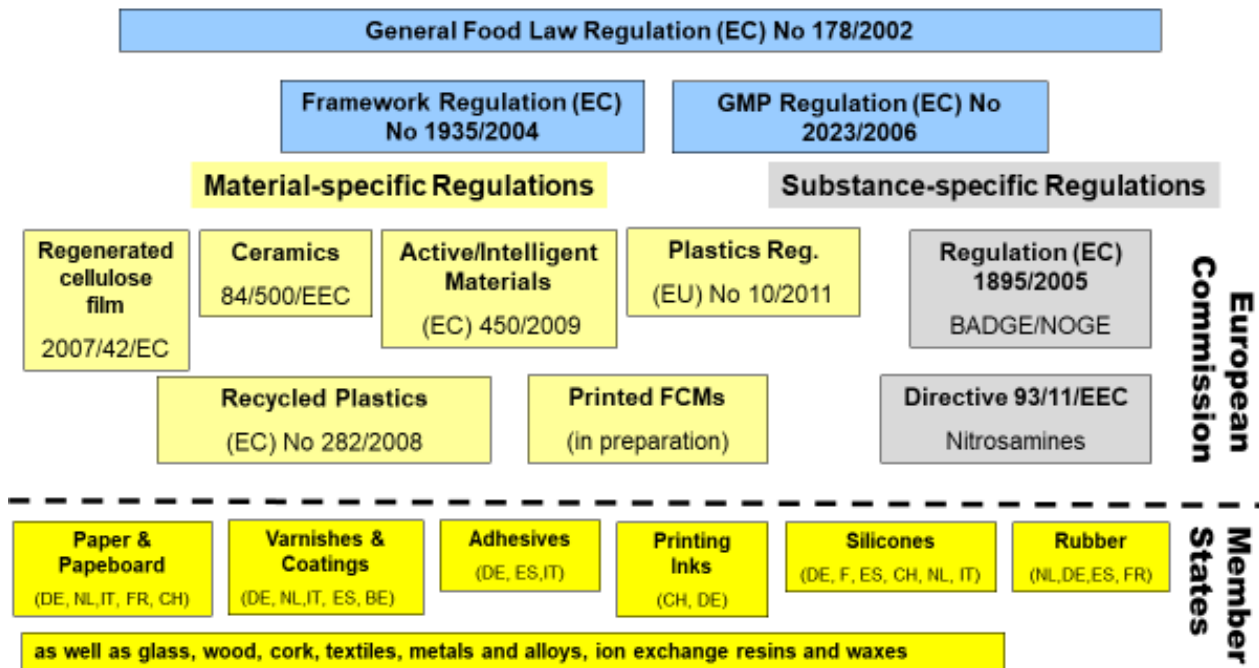 General Food Law Regulation (EC) No 178/2002
Framework Regulation (EC)
No 1935/2004
GMP Regulation (EC) No
2023/2006
Material-specific Regulations
Substance-specific Regulations
Regenerated
cellulose
film
2007/42/EC
Ceramics
84/500/EEC
Active/Intelligent
Materials
(EC) 450/2009
Plastics Reg.
(EU) No 10/2011
Regulation (EC)
1895/2005
BADGE/NOGE
Recycled Plastics
(EC) No 282/2008
Printed FCMs
(in preparation)
Directive 93/11/EEC
Nitrosamines
European
Commission
Paper &
Papeboard
(DE, NL,IT, FR, CH)
Varnishes &
Coatings
(DE, NL,IT, ES, BE)
Adhesives
(DE, ES,IT)
Printing
Inks
(CH, DE)
Silicones
(DE, F, ES, CH, NL, IT)
Rubber
(NL,DE,ES, FR)
Member
States
as well as glass, wood, cork, textiles, metals and alloys, ion exchange resins and waxes